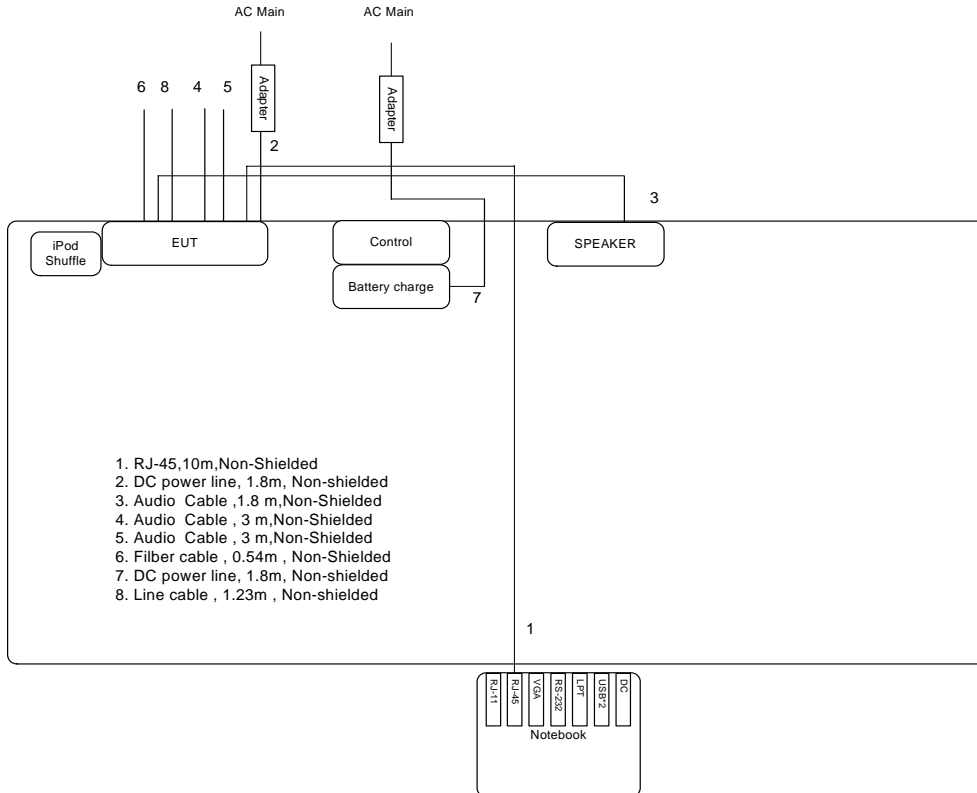 AC Main
AC Main
Adapter
Adapter
6 8 4 5
2
3
iPod
Shuffle
EUT
Control
SPEAKER
Battery charge
7
1. RJ-45,10m,Non-Shielded
2. DC power line, 1.8m, Non-shielded
3. Audio Cable ,1.8 m,Non-Shielded
4. Audio Cable , 3 m,Non-Shielded
5. Audio Cable , 3 m,Non-Shielded
6. Filber cable , 0.54m , Non-Shielded
7. DC power line, 1.8m, Non-shielded
8. Line cable , 1.23m , Non-shielded
1
RJ-11
RJ-45
VGA
RS-232
LPT
USB*2
DC
Notebook